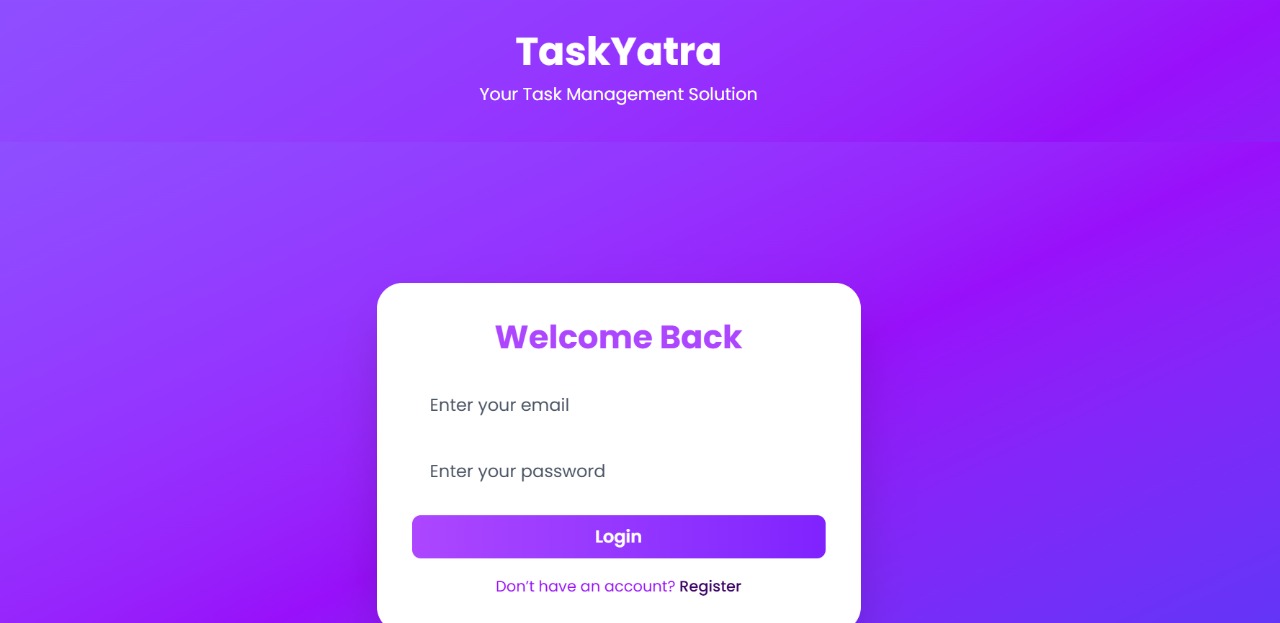 TaskYatra
Your Task Management Solution
Welcome Back
Enter your email
Enter your password
Login
Don’t have an account? Register